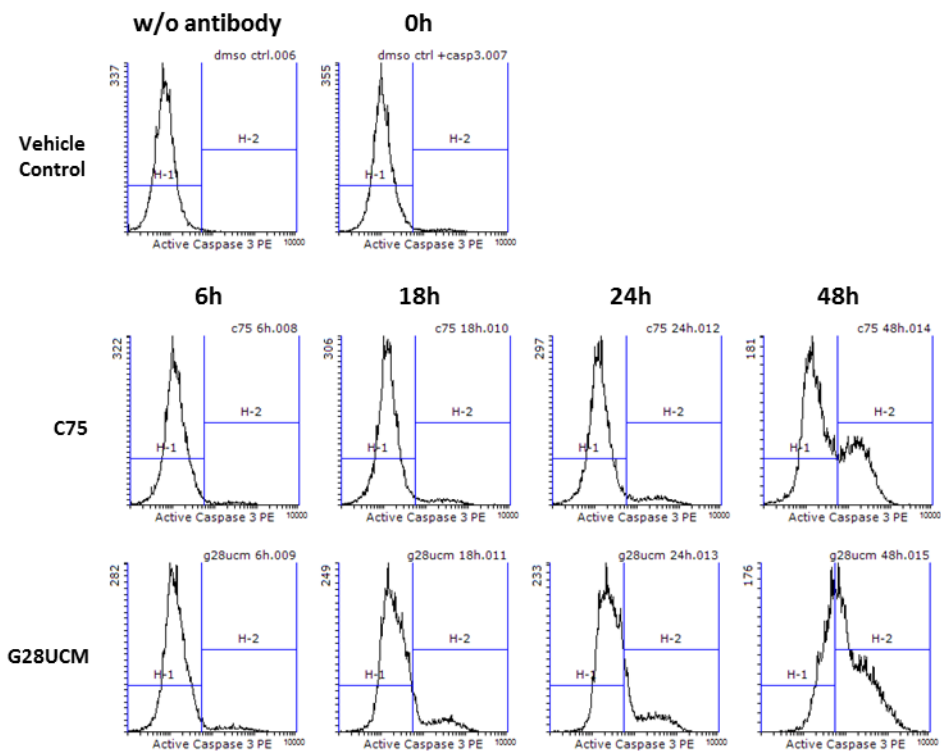 w/o antibody
0h
Vehicle
Control
dmso ctrl.006
337
H-1
H-2
Active Caspase 3 PE
10000
dmso ctrl +casp3.007
355
H-1
H-2
Active Caspase 3 PE
10000
6h
18h
24h
48h
C75
c75 6h.008
322
H-1
H-2
Active Caspase 3 PE
10000
c75 18h.010
306
H-1
H-2
Active Caspase 3 PE
10000
c75 24h.012
297
H-1
H-2
Active Caspase 3 PE
10000
c75 48h.014
181
H-1
H-2
Active Caspase 3 PE
10000
G28UCM
g28ucm 6h.009
282
H-1
H-2
Active Caspase 3 PE
10000
g28ucm 18h.011
249
H-1
H-2
Active Caspase 3 PE
10000
g28ucm 24h.013
233
H-1
H-2
Active Caspase 3 PE
10000
g28ucm 48h.015
176
H-1
H-2
Active Caspase 3 PE
10000